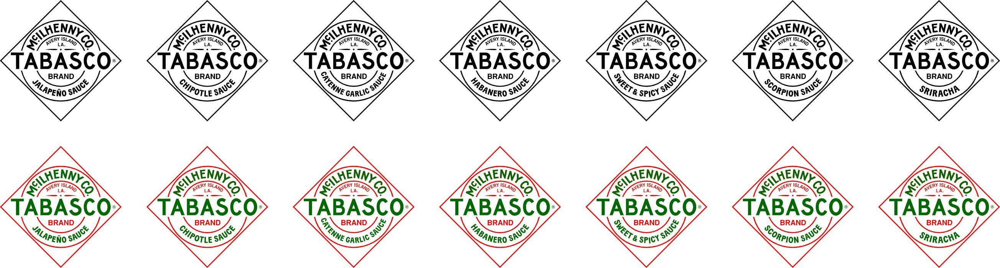 McILHENNY CO.
AVERY ISLAND
LA.
TABASCO®
BRAND
JALAPEÑO SAUCE
McILHENNY CO.
AVERY ISLAND
LA.
TABASCO®
BRAND
CHIPOTLE SAUCE
McILHENNY CO.
AVERY ISLAND
LA.
TABASCO®
BRAND
CAYENNE GARLIC SAUCE
McILHENNY CO.
AVERY ISLAND
LA.
TABASCO®
BRAND
HABANERO SAUCE
McILHENNY CO.
AVERY ISLAND
LA.
TABASCO®
BRAND
SWEET & SPICY SAUCE
McILHENNY CO.
AVERY ISLAND
LA.
TABASCO®
BRAND
SCORPION SAUCE
McILHENNY CO.
AVERY ISLAND
LA.
TABASCO®
BRAND
SRIRACHA
McILHENNY CO.
AVERY ISLAND
LA.
TABASCO®
BRAND
JALAPEÑO SAUCE
McILHENNY CO.
AVERY ISLAND
LA.
TABASCO®
BRAND
CHIPOTLE SAUCE
McILHENNY CO.
AVERY ISLAND
LA.
TABASCO®
BRAND
CAYENNE GARLIC SAUCE
McILHENNY CO.
AVERY ISLAND
LA.
TABASCO®
BRAND
HABANERO SAUCE
McILHENNY CO.
AVERY ISLAND
LA.
TABASCO®
BRAND
SWEET & SPICY SAUCE
McILHENNY CO.
AVERY ISLAND
LA.
TABASCO®
BRAND
SCORPION SAUCE
McILHENNY CO.
AVERY ISLAND
LA.
TABASCO®
BRAND
SRIRACHA